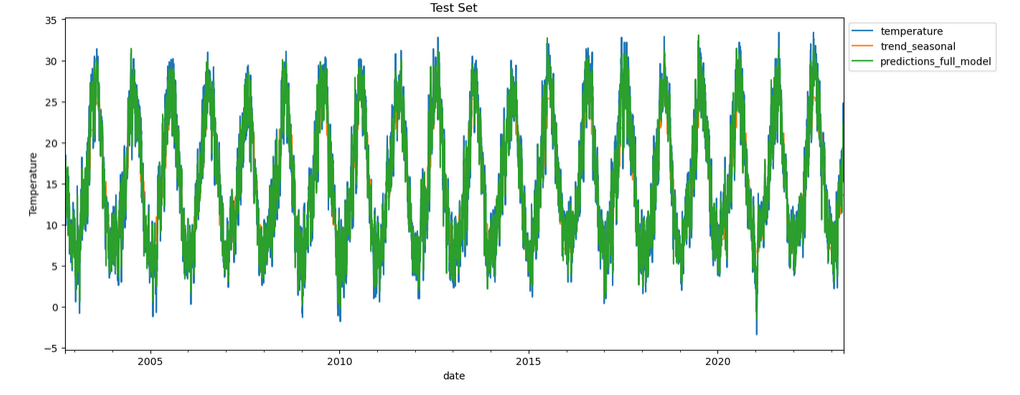 Test Set
temperature
trend_seasonal
predictions_full_model
Temperature
35
30
25
20
15
10
5
0
−5
2005
2010
2015
2020
date